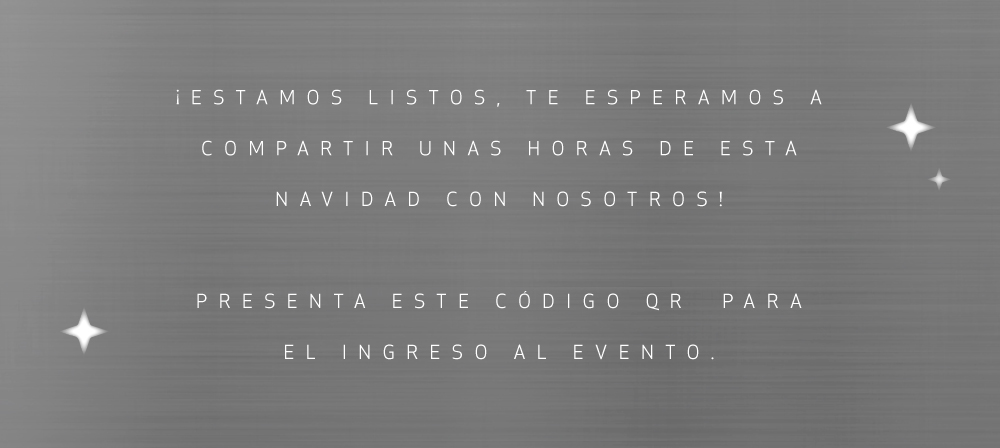 ¡ESTAMOS LISTOS, TE ESPERAMOS A
COMPARTIR UNAS HORAS DE ESTA
NAVIDAD CON NOSOTROS!
PRESENTA ESTE CÓDIGO QR PARA
EL INGRESO AL EVENTO.